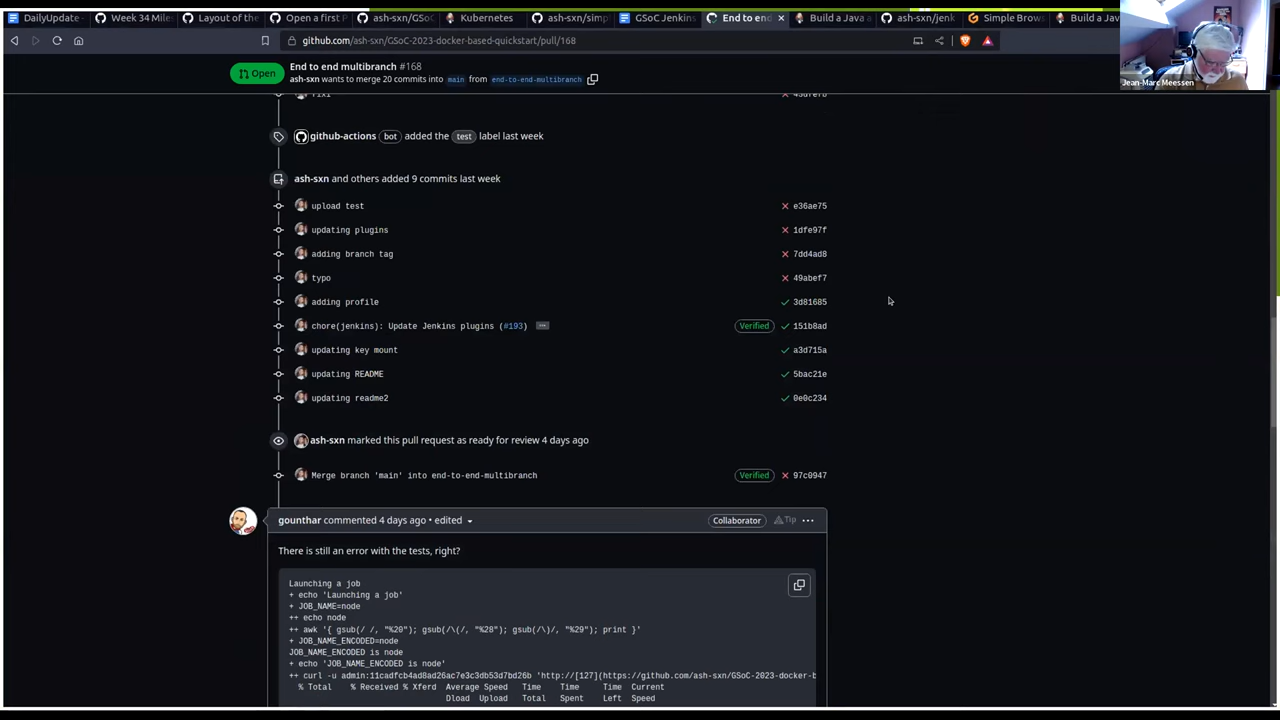 DailyUpdate -
Week 34 Miles
Layout of the
Open a first P
ash-sxn/GSoC
Kubernetes
ash-sxn/simp
GSoC Jenkins
End to en
Build a Java a
ash-sxn/jenk
Simple Brow
Build a Java
github.com/ash-sxn/GSoC-2023-docker-based-quickstart/pull/168
Jean-Marc Meessen
Open
End to end multibranch #168
ash-sxn wants to merge 20 commits into main from end-to-end-multibranch
github-actions bot added the test label last week
ash-sxn and others added 9 commits last week
upload test e36ae75
updating plugins 1dfe97f
adding branch tag 7dd4ad8
typo 49abef7
adding profile 3d81685
chore(jenkins): Update Jenkins plugins (#193) ... Verified 151b8ad
updating key mount a3d715a
updating README 5bac21e
updating readme2 0e0c234
ash-sxn marked this pull request as ready for review 4 days ago
Merge branch 'main' into end-to-end-multibranch Verified 97c0947
gounthar commented 4 days ago • edited Collaborator Tip ...
There is still an error with the tests, right?
Launching a job
+ echo 'Launching a job'
+ JOB_NAME=node
++ echo node
++ awk '{ gsub(/ /, "%20"); gsub(/\(/, "%28"); gsub(/\)/, "%29"); print }'
+ JOB_NAME_ENCODED=node
JOB_NAME_ENCODED is node
+ echo 'JOB_NAME_ENCODED is node'
++ curl -u admin:11cadfcb4ad8ad26ac7e3c3db53d7bd26b 'http://[127](https://github.com/ash-sxn/GSoC-2023-docker-b
% Total % Received % Xferd Average Speed Time Time Time Current
Dload Upload Total Spent Left Speed